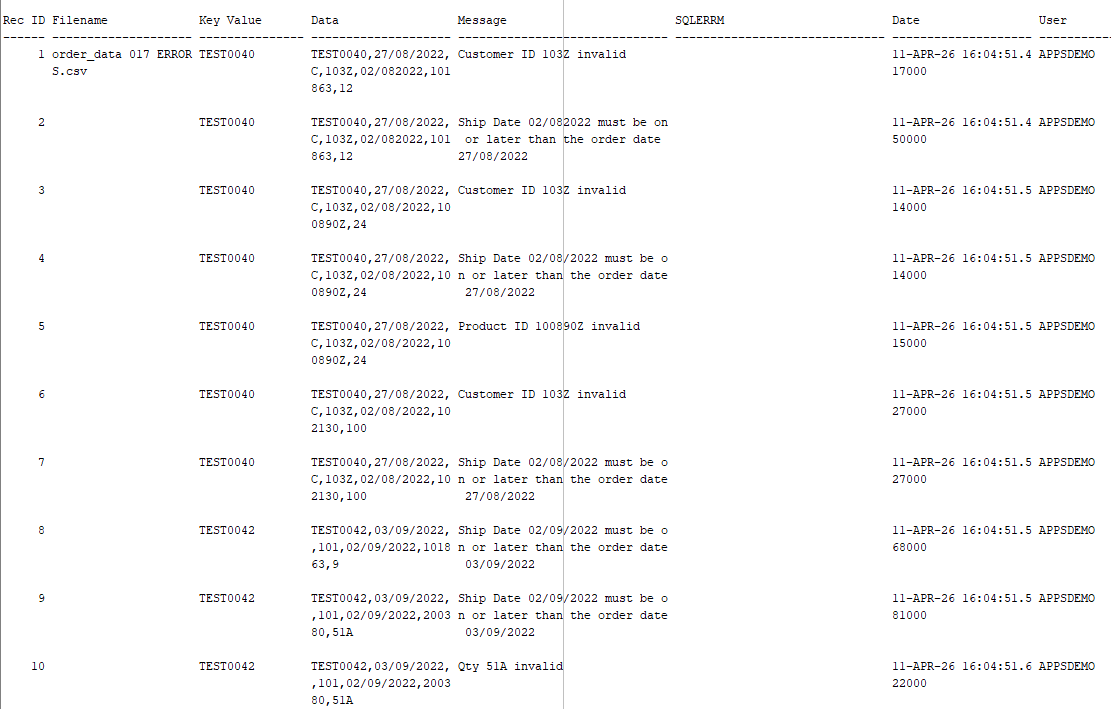 Rec ID Filename Key Value Data Message SQLERRM Date User
------ -------------------- --------------- -------------------- ------------------------------ ------------------------------ -------------------- ----------
1 order_data 017 ERROR TEST0040 TEST0040,27/08/2022, Customer ID 103Z invalid 11-APR-26 16:04:51.4 APPSDEMO
S.csv C,103Z,02/082022,101 17000
863,12
2 TEST0040 TEST0040,27/08/2022, Ship Date 02/082022 must be on 11-APR-26 16:04:51.4 APPSDEMO
C,103Z,02/082022,101 or later than the order date 50000
863,12 27/08/2022
3 TEST0040 TEST0040,27/08/2022, Customer ID 103Z invalid 11-APR-26 16:04:51.5 APPSDEMO
C,103Z,02/08/2022,10 14000
0890Z,24
4 TEST0040 TEST0040,27/08/2022, Ship Date 02/08/2022 must be o 11-APR-26 16:04:51.5 APPSDEMO
C,103Z,02/08/2022,10 n or later than the order date 14000
0890Z,24 27/08/2022
5 TEST0040 TEST0040,27/08/2022, Product ID 100890Z invalid 11-APR-26 16:04:51.5 APPSDEMO
C,103Z,02/08/2022,10 15000
0890Z,24
6 TEST0040 TEST0040,27/08/2022, Customer ID 103Z invalid 11-APR-26 16:04:51.5 APPSDEMO
C,103Z,02/08/2022,10 27000
2130,100
7 TEST0040 TEST0040,27/08/2022, Ship Date 02/08/2022 must be o 11-APR-26 16:04:51.5 APPSDEMO
C,103Z,02/08/2022,10 n or later than the order date 27000
2130,100 27/08/2022
8 TEST0042 TEST0042,03/09/2022, Ship Date 02/09/2022 must be o 11-APR-26 16:04:51.5 APPSDEMO
,101,02/09/2022,1018 n or later than the order date 68000
63,9 03/09/2022
9 TEST0042 TEST0042,03/09/2022, Ship Date 02/09/2022 must be o 11-APR-26 16:04:51.5 APPSDEMO
,101,02/09/2022,2003 n or later than the order date 81000
80,51A 03/09/2022
10 TEST0042 TEST0042,03/09/2022, Qty 51A invalid 11-APR-26 16:04:51.6 APPSDEMO
,101,02/09/2022,2003 22000
80,51A